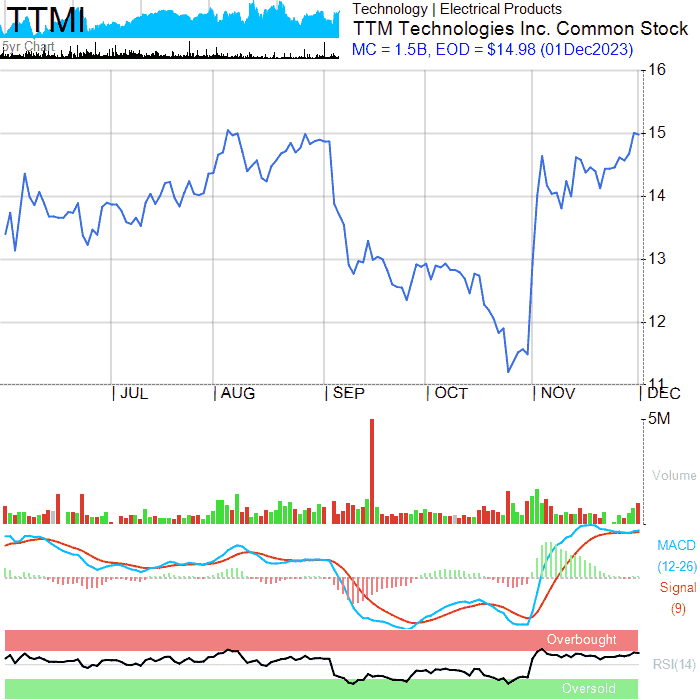 TTMI
5yr Chart
Technology | Electrical Products
TTM Technologies Inc. Common Stock
MC = 1.5B, EOD = $14.98 (01Dec2023)
16
15
14
13
12
11
JUL AUG SEP OCT NOV DEC
5M
Volume
MACD
(12-26)
Signal
(9)
Overbought
RSI(14)
Oversold